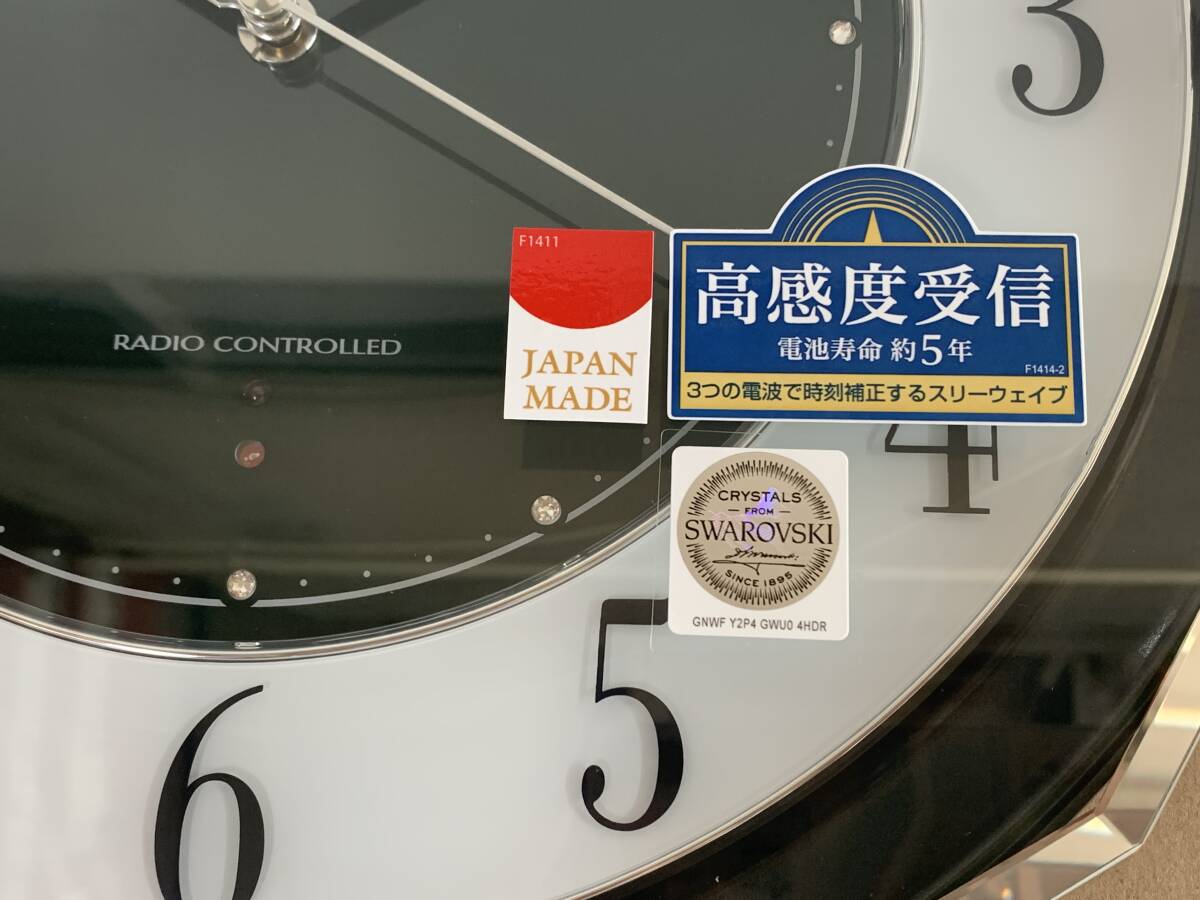 3
F1411
JAPAN
MADE
高感度受信
電池寿命 約5年
F1414-2
3つの電波で時刻補正するスリーウェイブ
RADIO CONTROLLED
4
CRYSTALS
FROM
SWAROVSKI
SINCE 1895
GNWF Y2P4 GWU0 4HDR
5
6